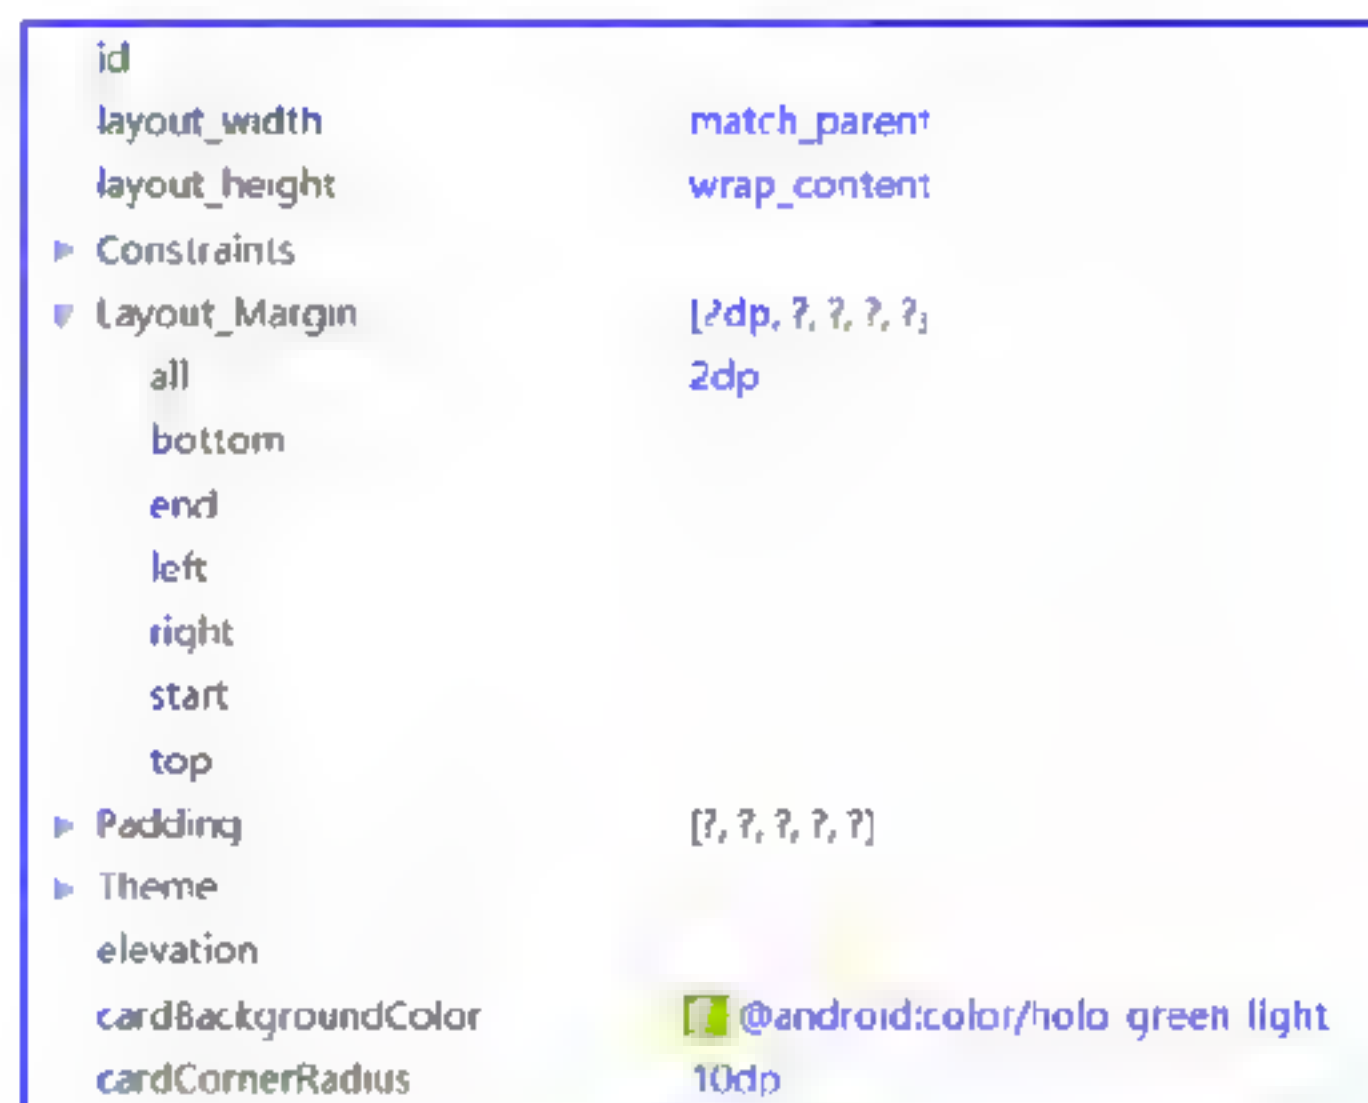 id
layout_width match_parent
layout_height wrap_content
Constraints
Layout_Margin [2dp, ?, ?, ?, ?]
all 2dp
bottom
end
left
right
start
top
Padding [?, ?, ?, ?, ?]
Theme
elevation
cardBackgroundColor @android:color/holo_green_light
cardCornerRadius 10dp